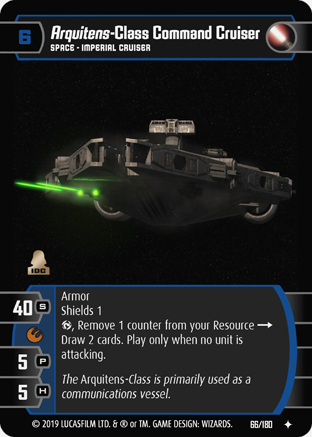 6
Arquitens-Class Command Cruiser
SPACE · IMPERIAL CRUISER
IDC
40 S
5 P
5 H
Armor
Shields 1
, Remove 1 counter from your Resource →
Draw 2 cards. Play only when no unit is
attacking.
The Arquitens-Class is primarily used as a
communications vessel.
© 2019 LUCASFILM LTD. & ® or TM. GAME DESIGN: WIZARDS.
66/180